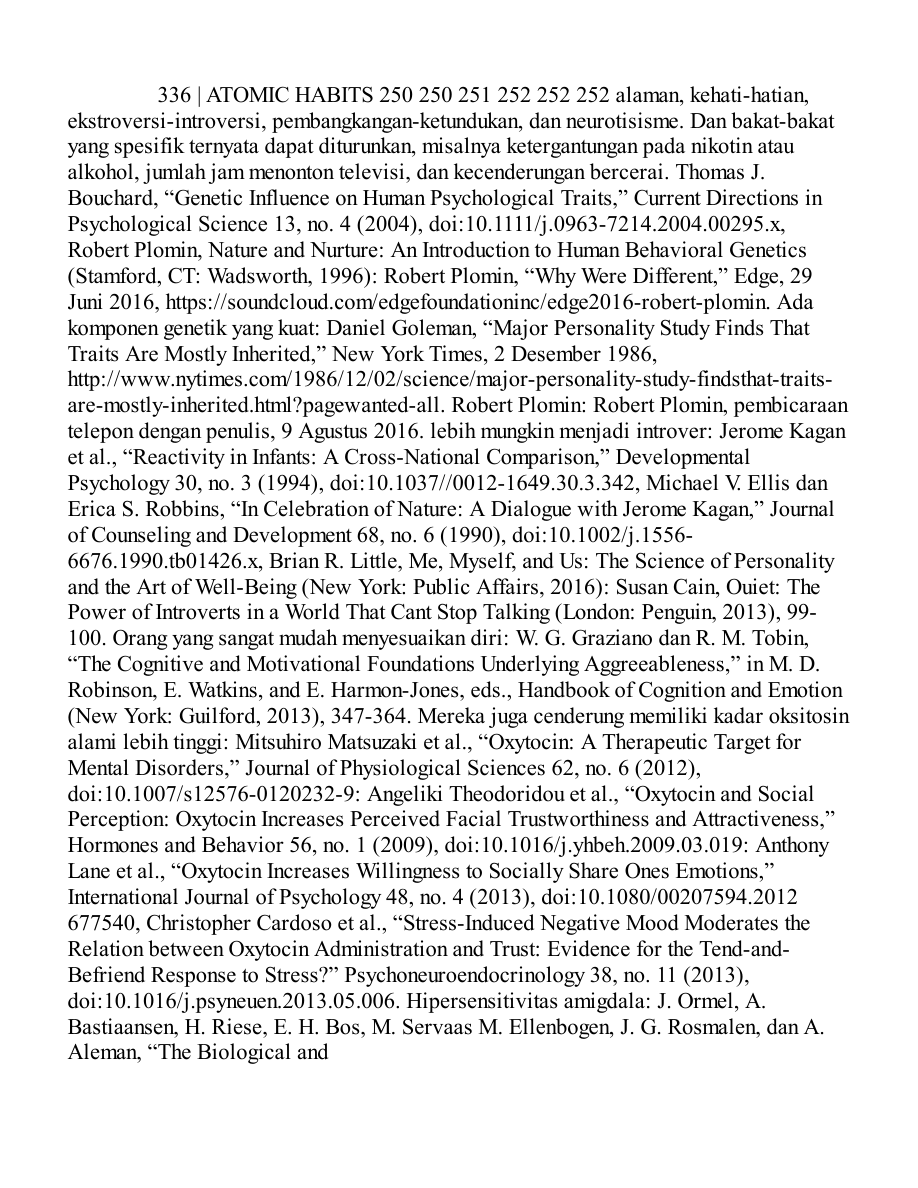 336 | ATOMIC HABITS 250 250 251 252 252 252 alaman, kehati-hatian,
ekstroversi-introversi, pembangkangan-ketundukan, dan neurotisisme. Dan bakat-bakat
yang spesifik ternyata dapat diturunkan, misalnya ketergantungan pada nikotin atau
alkohol, jumlah jam menonton televisi, dan kecenderungan bercerai. Thomas J.
Bouchard, “Genetic Influence on Human Psychological Traits,” Current Directions in
Psychological Science 13, no. 4 (2004), doi:10.1111/j.0963-7214.2004.00295.x,
Robert Plomin, Nature and Nurture: An Introduction to Human Behavioral Genetics
(Stamford, CT: Wadsworth, 1996): Robert Plomin, “Why Were Different,” Edge, 29
Juni 2016, https://soundcloud.com/edgefoundationinc/edge2016-robert-plomin. Ada
komponen genetik yang kuat: Daniel Goleman, “Major Personality Study Finds That
Traits Are Mostly Inherited,” New York Times, 2 Desember 1986,
http://www.nytimes.com/1986/12/02/science/major-personality-study-findsthat-traits-
are-mostly-inherited.html?pagewanted-all. Robert Plomin: Robert Plomin, pembicaraan
telepon dengan penulis, 9 Agustus 2016. lebih mungkin menjadi introver: Jerome Kagan
et al., “Reactivity in Infants: A Cross-National Comparison,” Developmental
Psychology 30, no. 3 (1994), doi:10.1037//0012-1649.30.3.342, Michael V. Ellis dan
Erica S. Robbins, “In Celebration of Nature: A Dialogue with Jerome Kagan,” Journal
of Counseling and Development 68, no. 6 (1990), doi:10.1002/j.1556-
6676.1990.tb01426.x, Brian R. Little, Me, Myself, and Us: The Science of Personality
and the Art of Well-Being (New York: Public Affairs, 2016): Susan Cain, Ouiet: The
Power of Introverts in a World That Cant Stop Talking (London: Penguin, 2013), 99-
100. Orang yang sangat mudah menyesuaikan diri: W. G. Graziano dan R. M. Tobin,
“The Cognitive and Motivational Foundations Underlying Aggreeableness,” in M. D.
Robinson, E. Watkins, and E. Harmon-Jones, eds., Handbook of Cognition and Emotion
(New York: Guilford, 2013), 347-364. Mereka juga cenderung memiliki kadar oksitosin
alami lebih tinggi: Mitsuhiro Matsuzaki et al., “Oxytocin: A Therapeutic Target for
Mental Disorders,” Journal of Physiological Sciences 62, no. 6 (2012),
doi:10.1007/s12576-0120232-9: Angeliki Theodoridou et al., “Oxytocin and Social
Perception: Oxytocin Increases Perceived Facial Trustworthiness and Attractiveness,”
Hormones and Behavior 56, no. 1 (2009), doi:10.1016/j.yhbeh.2009.03.019: Anthony
Lane et al., “Oxytocin Increases Willingness to Socially Share Ones Emotions,”
International Journal of Psychology 48, no. 4 (2013), doi:10.1080/00207594.2012
677540, Christopher Cardoso et al., “Stress-Induced Negative Mood Moderates the
Relation between Oxytocin Administration and Trust: Evidence for the Tend-and-
Befriend Response to Stress?” Psychoneuroendocrinology 38, no. 11 (2013),
doi:10.1016/j.psyneuen.2013.05.006. Hipersensitivitas amigdala: J. Ormel, A.
Bastiaansen, H. Riese, E. H. Bos, M. Servaas M. Ellenbogen, J. G. Rosmalen, dan A.
Aleman, “The Biological and